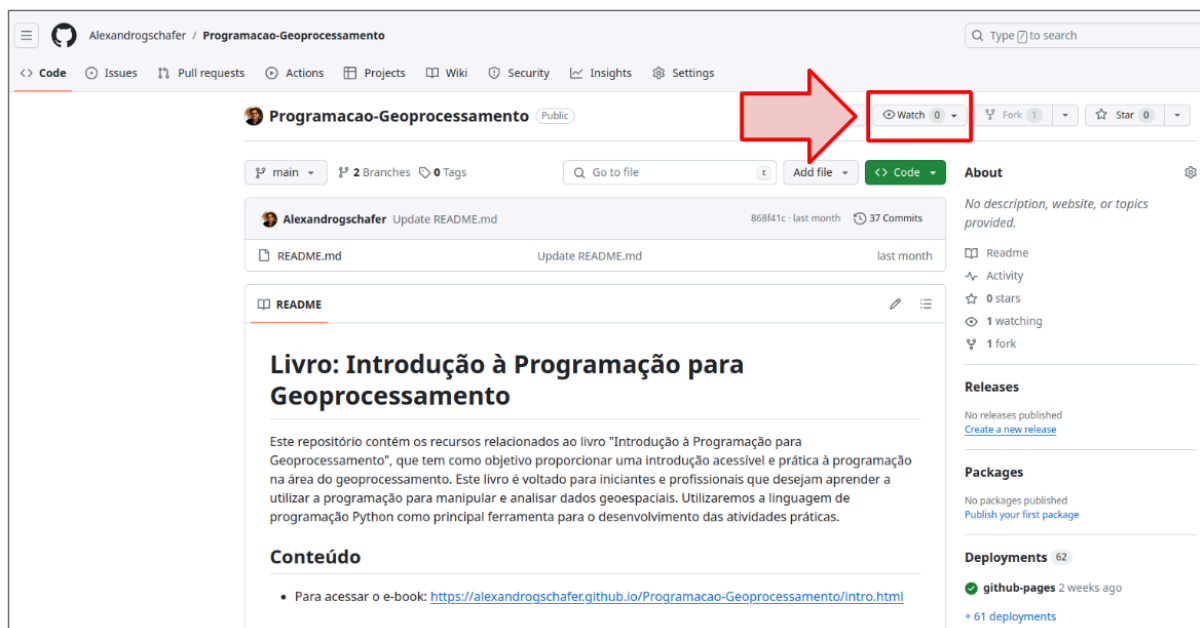 Alexandrogschafer / Programacao-Geoprocessamento
Type / to search
Code Issues Pull requests Actions Projects Wiki Security Insights Settings
Programacao-Geoprocessamento Public
Watch 0 Fork 1 Star 0
main 2 Branches 0 Tags Go to file t Add file Code
Alexandrogschafer Update README.md 868f41c · last month 37 Commits
README.md Update README.md last month
README
Livro: Introdução à Programação para
Geoprocessamento
Este repositório contém os recursos relacionados ao livro "Introdução à Programação para
Geoprocessamento", que tem como objetivo proporcionar uma introdução acessível e prática à programação
na área do geoprocessamento. Este livro é voltado para iniciantes e profissionais que desejam aprender a
utilizar a programação para manipular e analisar dados geoespaciais. Utilizaremos a linguagem de
programação Python como principal ferramenta para o desenvolvimento das atividades práticas.
Conteúdo
• Para acessar o e-book: https://alexandrogschafer.github.io/Programacao-Geoprocessamento/intro.html
About
No description, website, or topics
provided.
Readme
Activity
0 stars
1 watching
1 fork
Releases
No releases published
Create a new release
Packages
No packages published
Publish your first package
Deployments 62
github-pages 2 weeks ago
+ 61 deployments